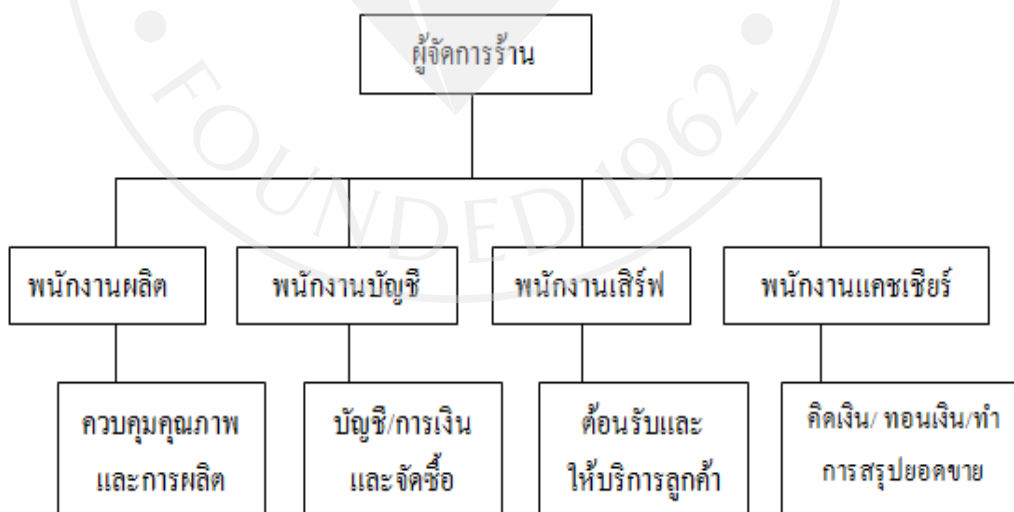 ผู้จัดการร้าน
พนักงานผลิต
พนักงานบัญชี
พนักงานเสิร์ฟ
พนักงานแคชเชียร์
ควบคุมคุณภาพ
และการผลิต
บัญชี/การเงิน
และจัดซื้อ
ต้อนรับและ
ให้บริการลูกค้า
คิดเงิน/ ทอนเงิน/ทำ
การสรุปยอดขาย
FOUNDED 1962